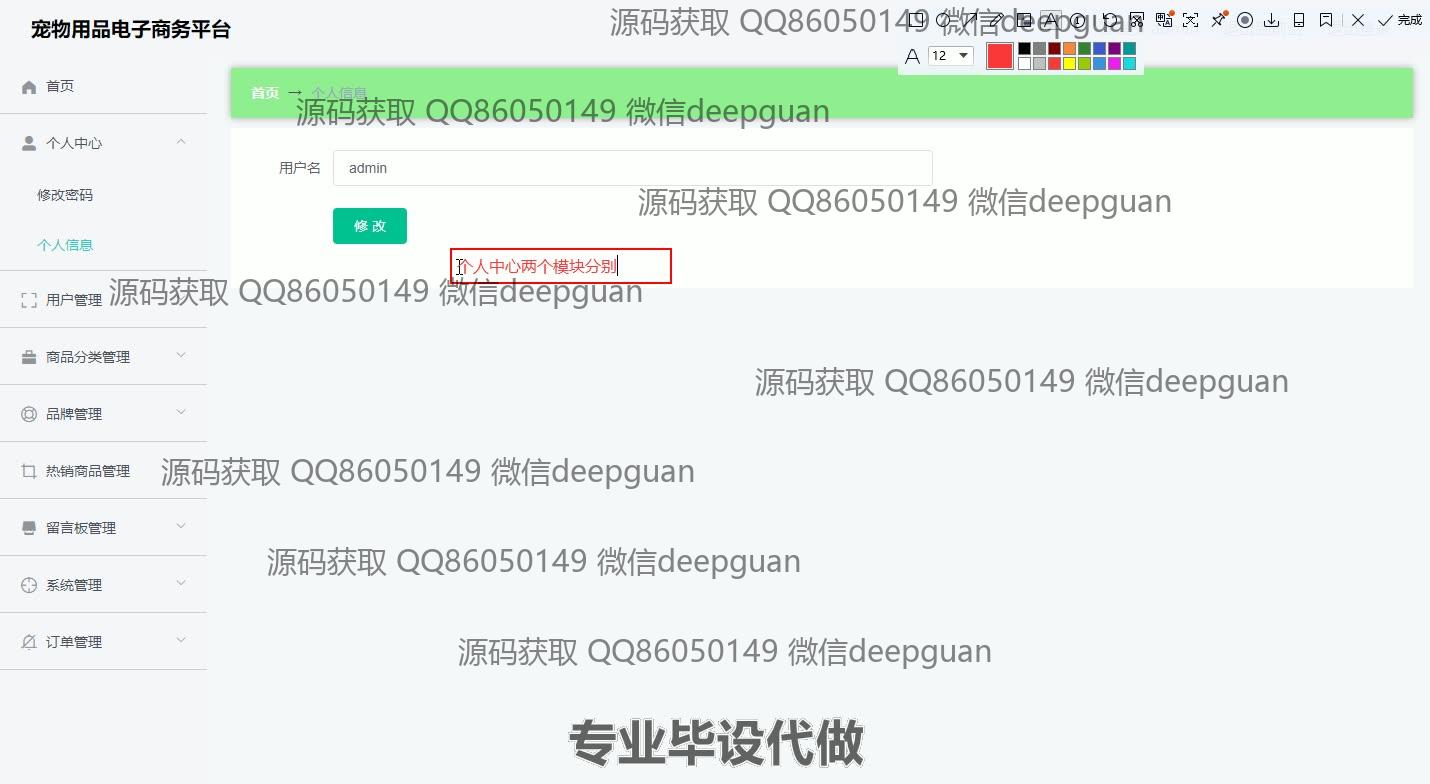 宠物用品电子商务平台
源码获取 QQ86050149 微信deepguan
完成
A 12
首页
首页 → 个人信息
源码获取 QQ86050149 微信deepguan
个人中心
用户名 admin
修改密码
源码获取 QQ86050149 微信deepguan
修 改
个人信息
个人中心两个模块分别
用户管理
源码获取 QQ86050149 微信deepguan
商品分类管理
源码获取 QQ86050149 微信deepguan
品牌管理
热销商品管理
源码获取 QQ86050149 微信deepguan
留言板管理
源码获取 QQ86050149 微信deepguan
系统管理
订单管理
源码获取 QQ86050149 微信deepguan
专业毕设代做